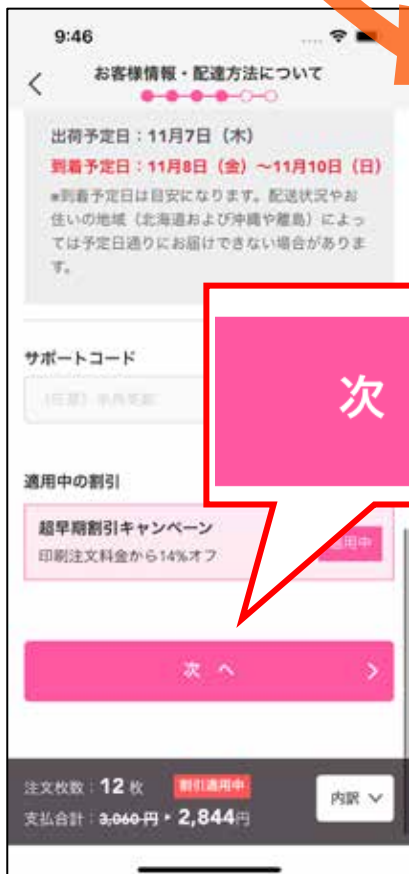 9:46
お客様情報・配達方法について
出荷予定日：11月7日（木）
到着予定日：11月8日（金）～11月10日（日）
※到着予定日は目安になります。配送状況やお
住いの地域（北海道および沖縄や離島）によっ
ては予定日通りにお届けできない場合がありま
す。
サポートコード
次
適用中の割引
超早期割引キャンペーン
印刷注文料金から14%オフ
用中
次 へ
注文枚数：12 枚 割引適用中
支払合計：3,060 円 ▸ 2,844円
内訳